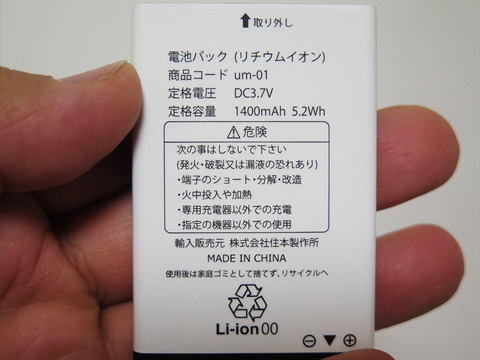 ↑取り外し
電池パック (リチウムイオン)
商品コード um-01
定格電圧 DC3.7V
定格容量 1400mAh 5.2Wh
⚠危険
次の事はしないで下さい
(発火・破裂又は漏液の恐れあり)
・端子のショート・分解・改造
・火中投入や加熱
・専用充電器以外での充電
・指定の機器以外での使用
輸入販売元 株式会社住本製作所
MADE IN CHINA
使用後は家庭ゴミとして捨てず、リサイクルへ
Li-ion 00
⊖ ▼ ⊕